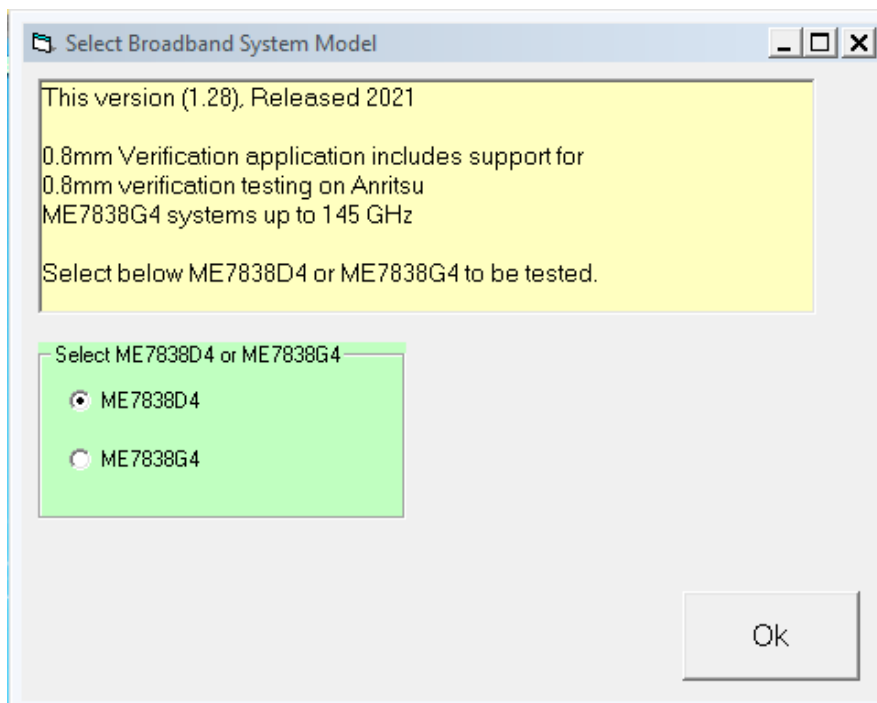 Select Broadband System Model
This version (1.28), Released 2021
0.8mm Verification application includes support for
0.8mm verification testing on Anritsu
ME7838G4 systems up to 145 GHz
Select below ME7838D4 or ME7838G4 to be tested.
Select ME7838D4 or ME7838G4
ME7838D4
ME7838G4
Ok